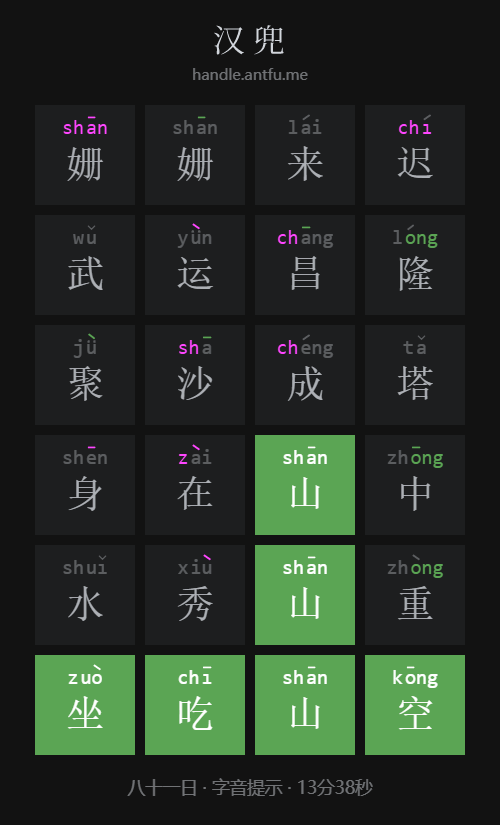 汉兜
handle.antfu.me
shān shān lái chí
姗 姗 来 迟
wǔ yùn chāng lóng
武 运 昌 隆
jù shā chéng tǎ
聚 沙 成 塔
shēn zài shān zhōng
身 在 山 中
shuǐ xiù shān zhòng
水 秀 山 重
zuò chī shān kōng
坐 吃 山 空
八十一日 · 字音提示 · 13分38秒